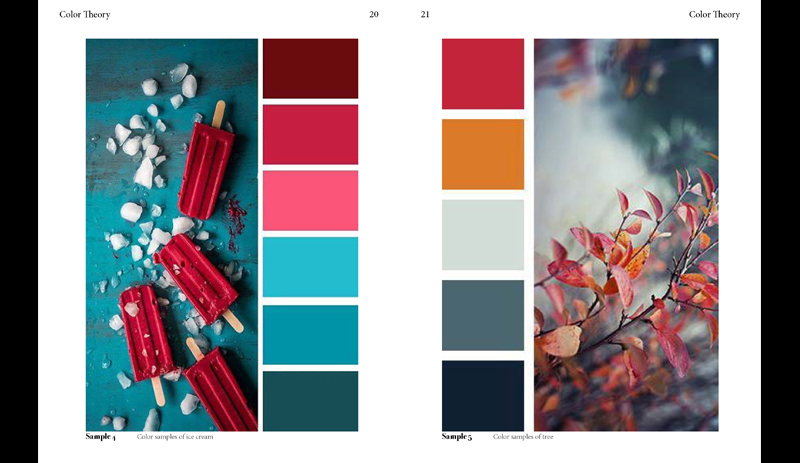 Color Theory
20
Sample 4 Color samples of ice cream
21
Color Theory
Sample 5 Color samples of tree